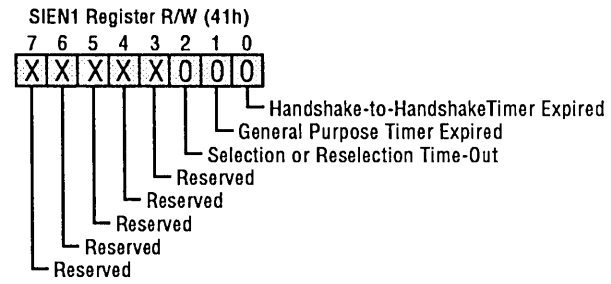 SIEN1 Register R/W (41h)
7 6 5 4 3 2 1 0
X X X X X 0 0 0
Handshake-to-HandshakeTimer Expired
General Purpose Timer Expired
Selection or Reselection Time-Out
Reserved
Reserved
Reserved
Reserved
Reserved